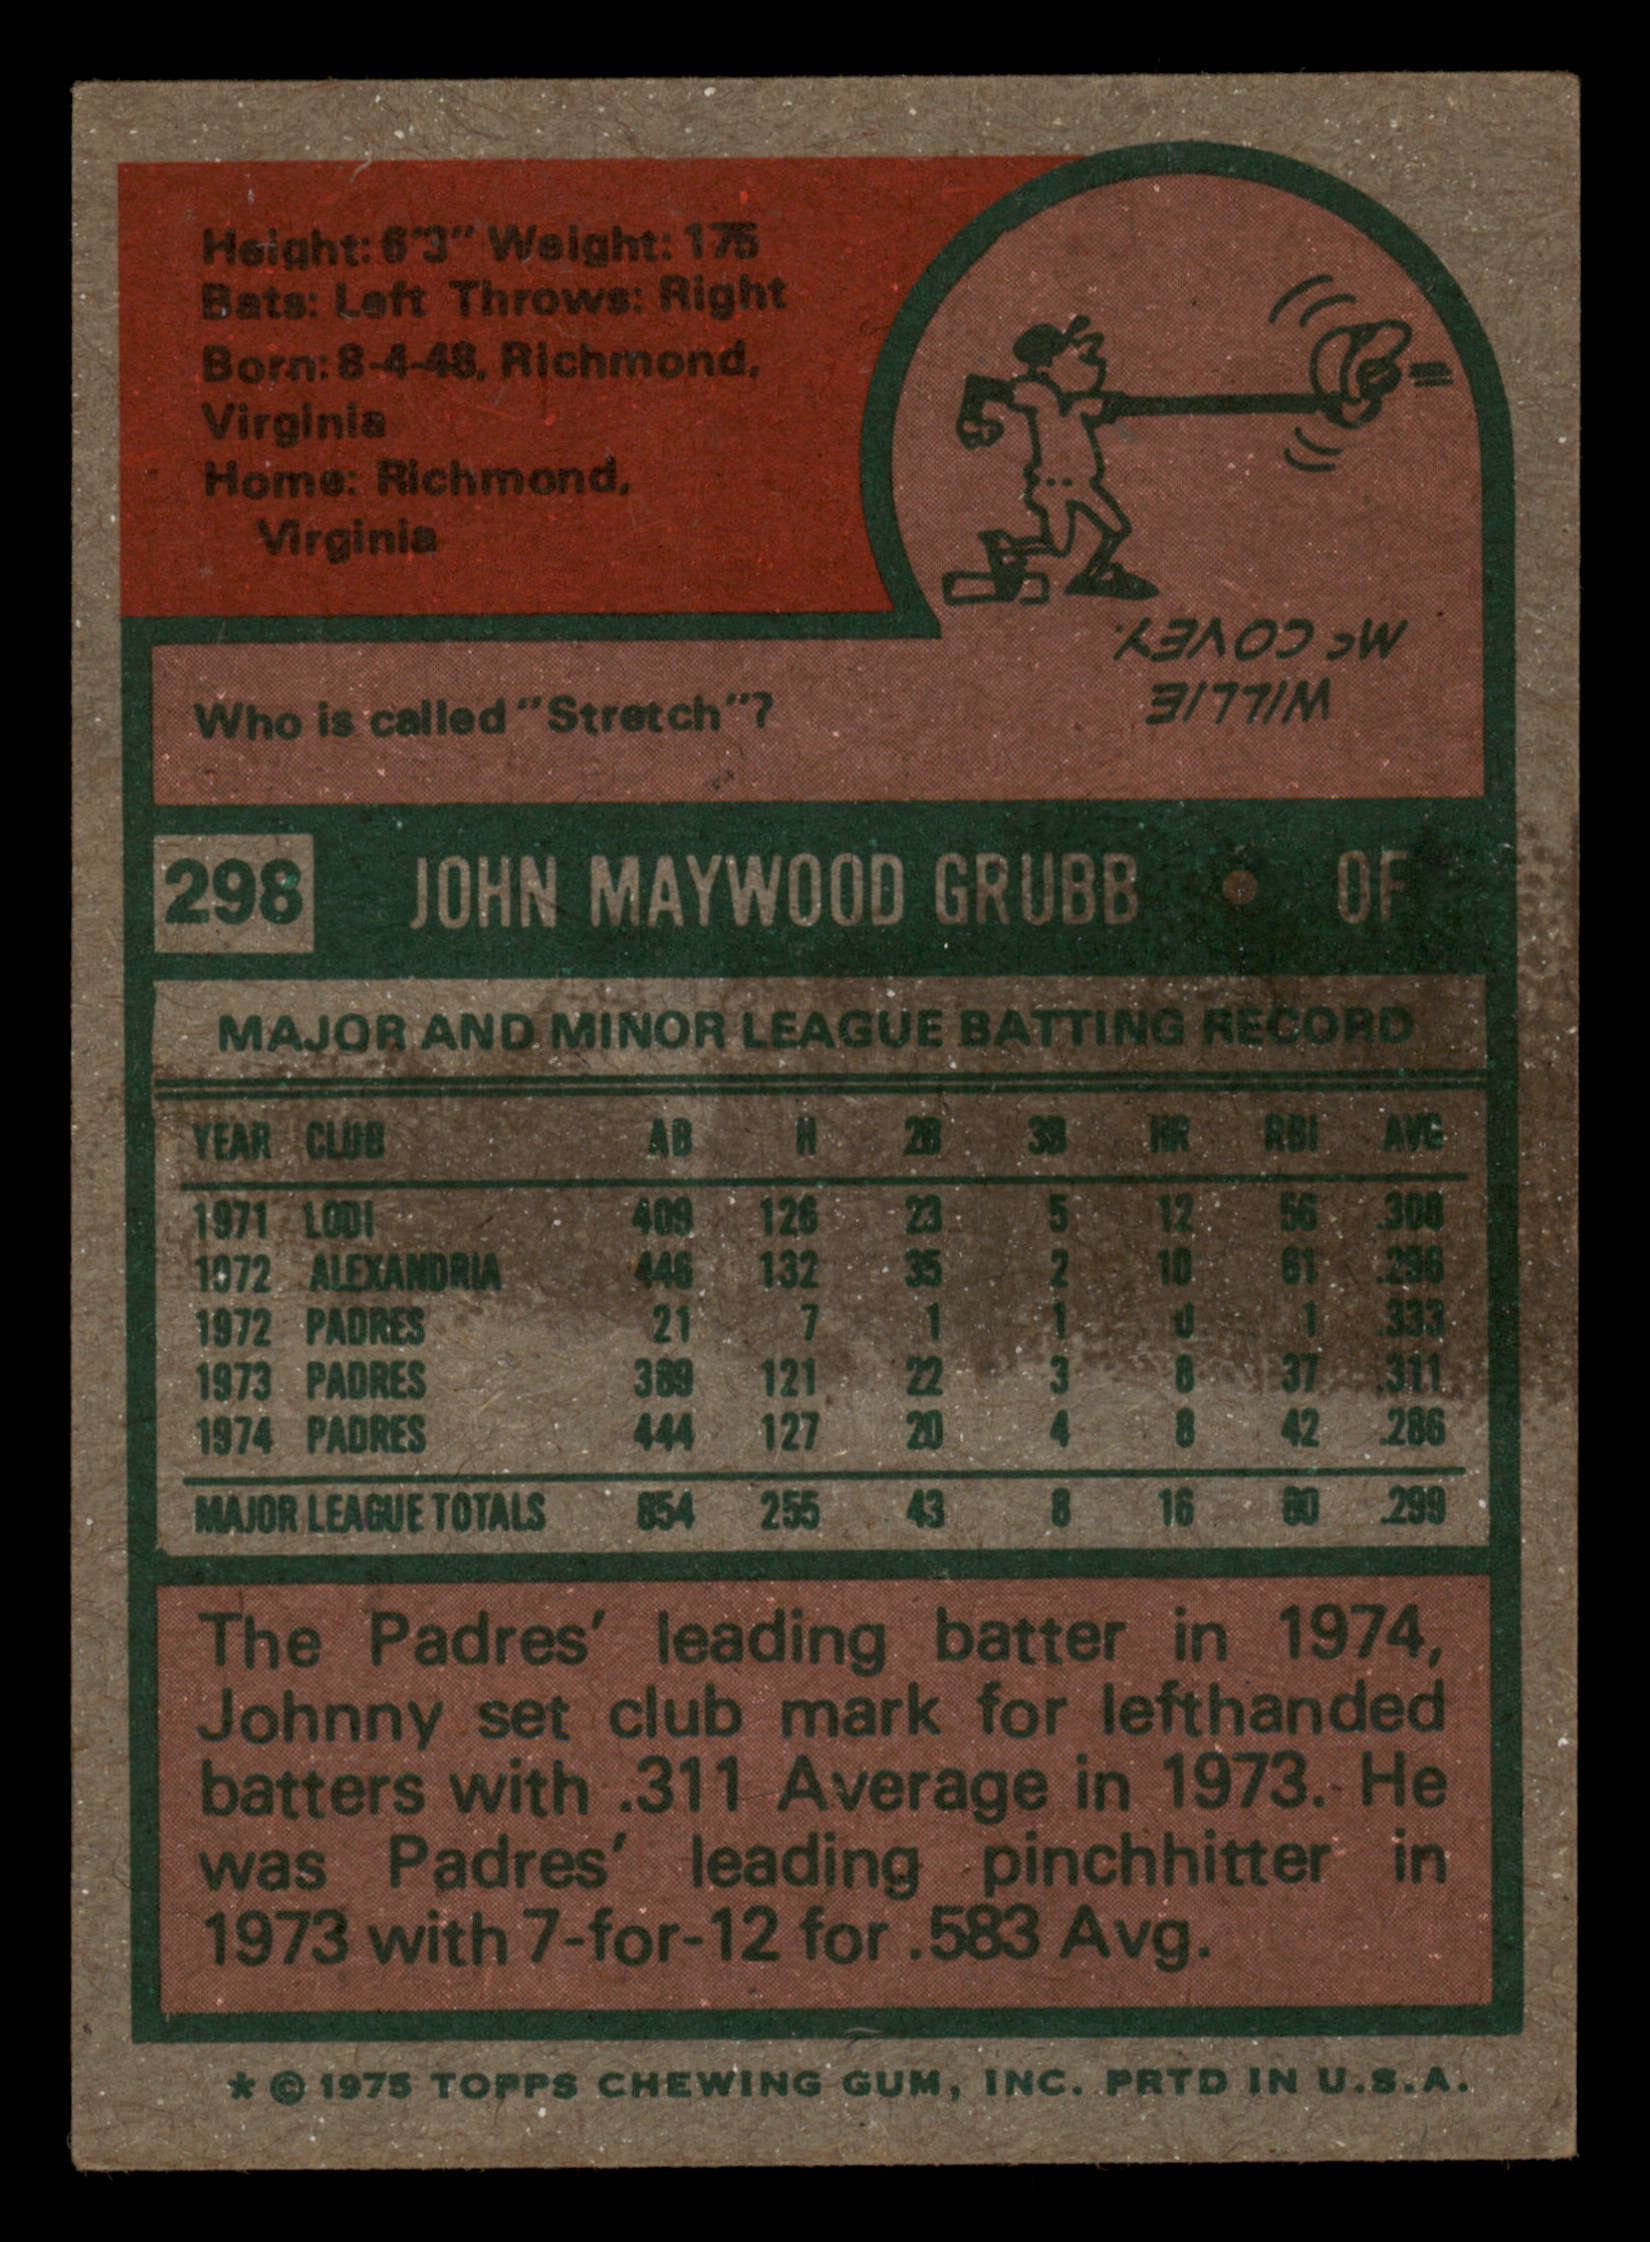 Height: 6'3" Weight: 175
Bats: Left Throws: Right
Born: 8-4-48, Richmond,
Virginia
Home: Richmond,
Virginia
Who is called "Stretch"?
WILLIE
McCOVEY.
298 JOHN MAYWOOD GRUBB • OF
MAJOR AND MINOR LEAGUE BATTING RECORD
YEAR CLUB AB H 2B 3B HR RBI AVG
1971 LODI 409 126 23 5 12 56 .308
1972 ALEXANDRIA 446 132 35 2 10 61 .296
1972 PADRES 21 7 1 1 0 1 .333
1973 PADRES 389 121 22 3 8 37 .311
1974 PADRES 444 127 20 4 8 42 .286
MAJOR LEAGUE TOTALS 854 255 43 8 16 80 .299
The Padres' leading batter in 1974,
Johnny set club mark for lefthanded
batters with .311 Average in 1973. He
was Padres' leading pinchhitter in
1973 with 7-for-12 for .583 Avg.
* © 1975 TOPPS CHEWING GUM, INC. PRTD IN U.S.A.